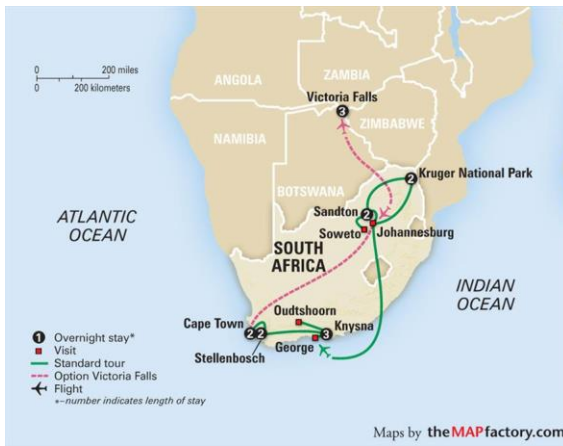 0 200 miles
0 200 kilometers
ANGOLA
ZAMBIA
Victoria Falls
3
ZIMBABWE
NAMIBIA
BOTSWANA
2
Kruger National Park
Sandton
2
Soweto
Johannesburg
ATLANTIC
OCEAN
SOUTH
AFRICA
INDIAN
OCEAN
Oudtshoorn
Cape Town
2
2
3
Knysna
George
Stellenbosch
1 Overnight stay*
Visit
Standard tour
Option Victoria Falls
Flight
*–number indicates length of stay
Maps by theMAPfactory.com